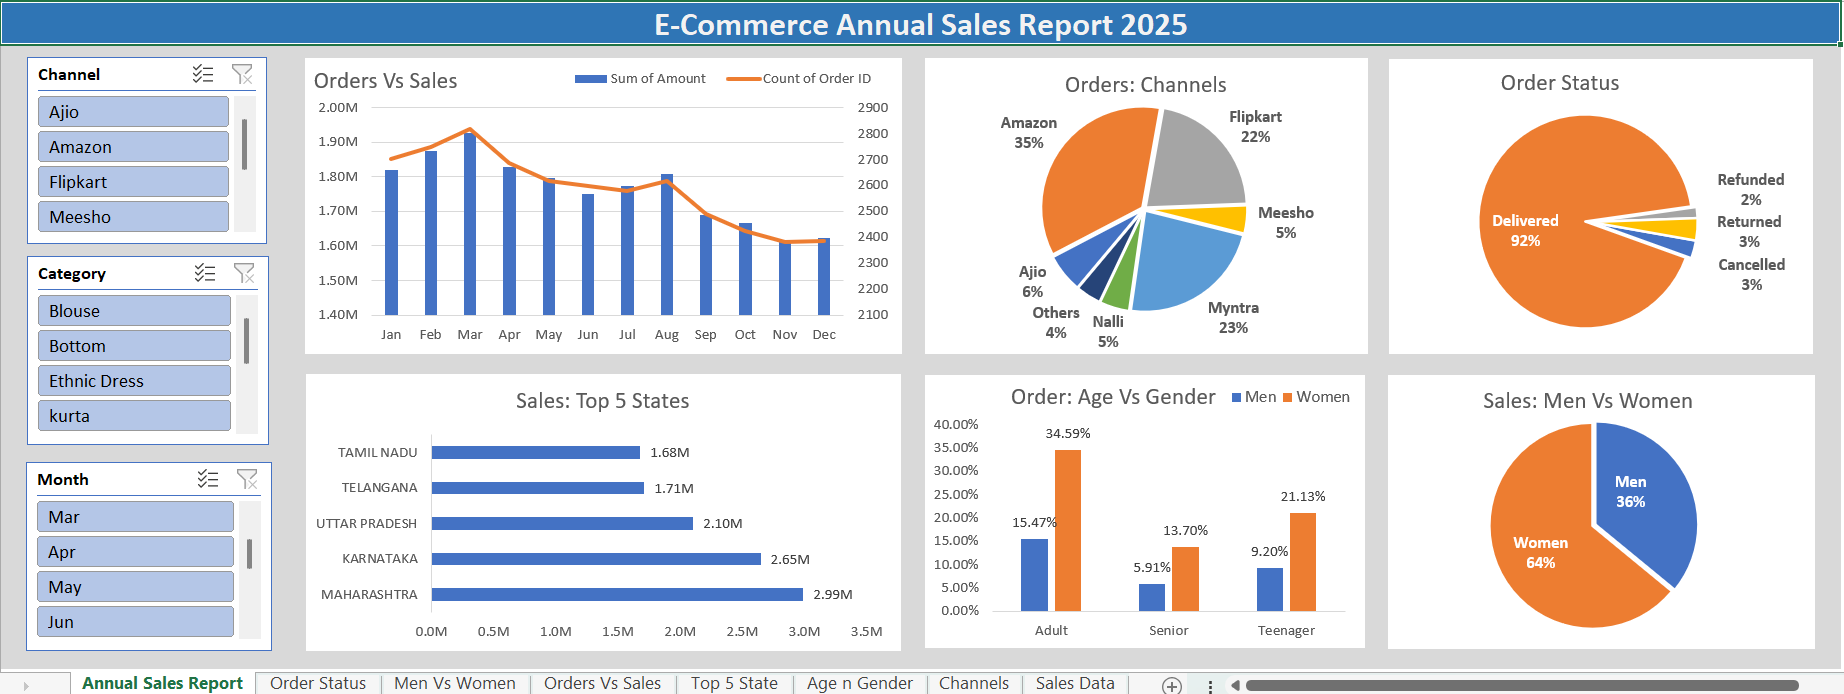 E-Commerce Annual Sales Report 2025
Channel
Ajio
Amazon
Flipkart
Meesho
Category
Blouse
Bottom
Ethnic Dress
kurta
Month
Mar
Apr
May
Jun
Orders Vs Sales
Sum of Amount
Count of Order ID
2.00M
1.90M
1.80M
1.70M
1.60M
1.50M
1.40M
2900
2800
2700
2600
2500
2400
2300
2200
2100
Jan Feb Mar Apr May Jun Jul Aug Sep Oct Nov Dec
Orders: Channels
Amazon
35%
Flipkart
22%
Meesho
5%
Myntra
23%
Nalli
5%
Others
4%
Ajio
6%
Order Status
Delivered
92%
Refunded
2%
Returned
3%
Cancelled
3%
Sales: Top 5 States
TAMIL NADU 1.68M
TELANGANA 1.71M
UTTAR PRADESH 2.10M
KARNATAKA 2.65M
MAHARASHTRA 2.99M
0.0M 0.5M 1.0M 1.5M 2.0M 2.5M 3.0M 3.5M
Order: Age Vs Gender
Men
Women
40.00%
35.00%
30.00%
25.00%
20.00%
15.00%
10.00%
5.00%
0.00%
15.47%
34.59%
5.91%
13.70%
9.20%
21.13%
Adult Senior Teenager
Sales: Men Vs Women
Men
36%
Women
64%
Annual Sales Report
Order Status
Men Vs Women
Orders Vs Sales
Top 5 State
Age n Gender
Channels
Sales Data